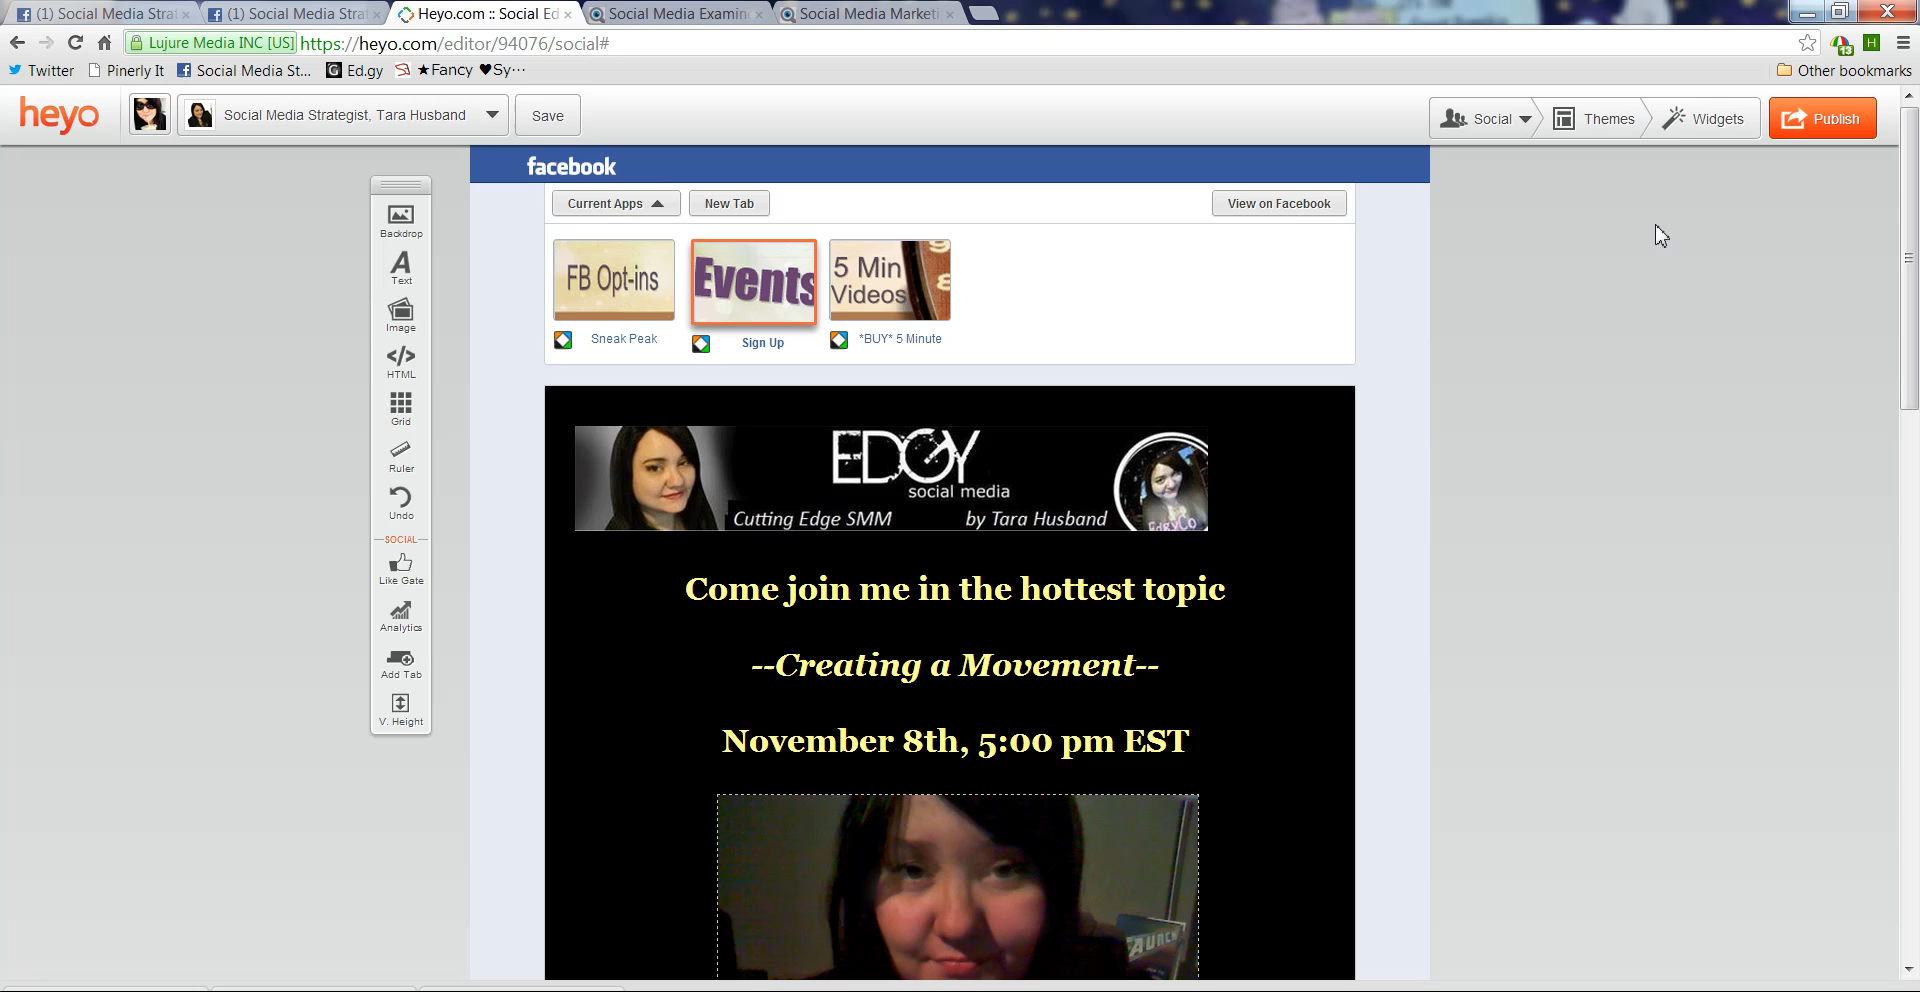 (1) Social Media Strat
(1) Social Media Strat
Heyo.com :: Social Ed
Social Media Examin
Social Media Marketi
Lujure Media INC [US] https://heyo.com/editor/94076/social#
13
H
Twitter
Pinerly It
Social Media St...
Ed.gy
★Fancy ♥Sy···
Other bookmarks
heyo
Social Media Strategist, Tara Husband
Save
Social
Themes
Widgets
Publish
facebook
Current Apps
New Tab
View on Facebook
FB Opt-ins
Events
5 Min
Videos
Sneak Peak
Sign Up
*BUY* 5 Minute
Backdrop
Text
Image
HTML
Grid
Ruler
Undo
SOCIAL
Like Gate
Analytics
Add Tab
V. Height
EDGY
social media
Cutting Edge SMM
by Tara Husband
EdgyCo
Come join me in the hottest topic
--Creating a Movement--
November 8th, 5:00 pm EST
AUNCH